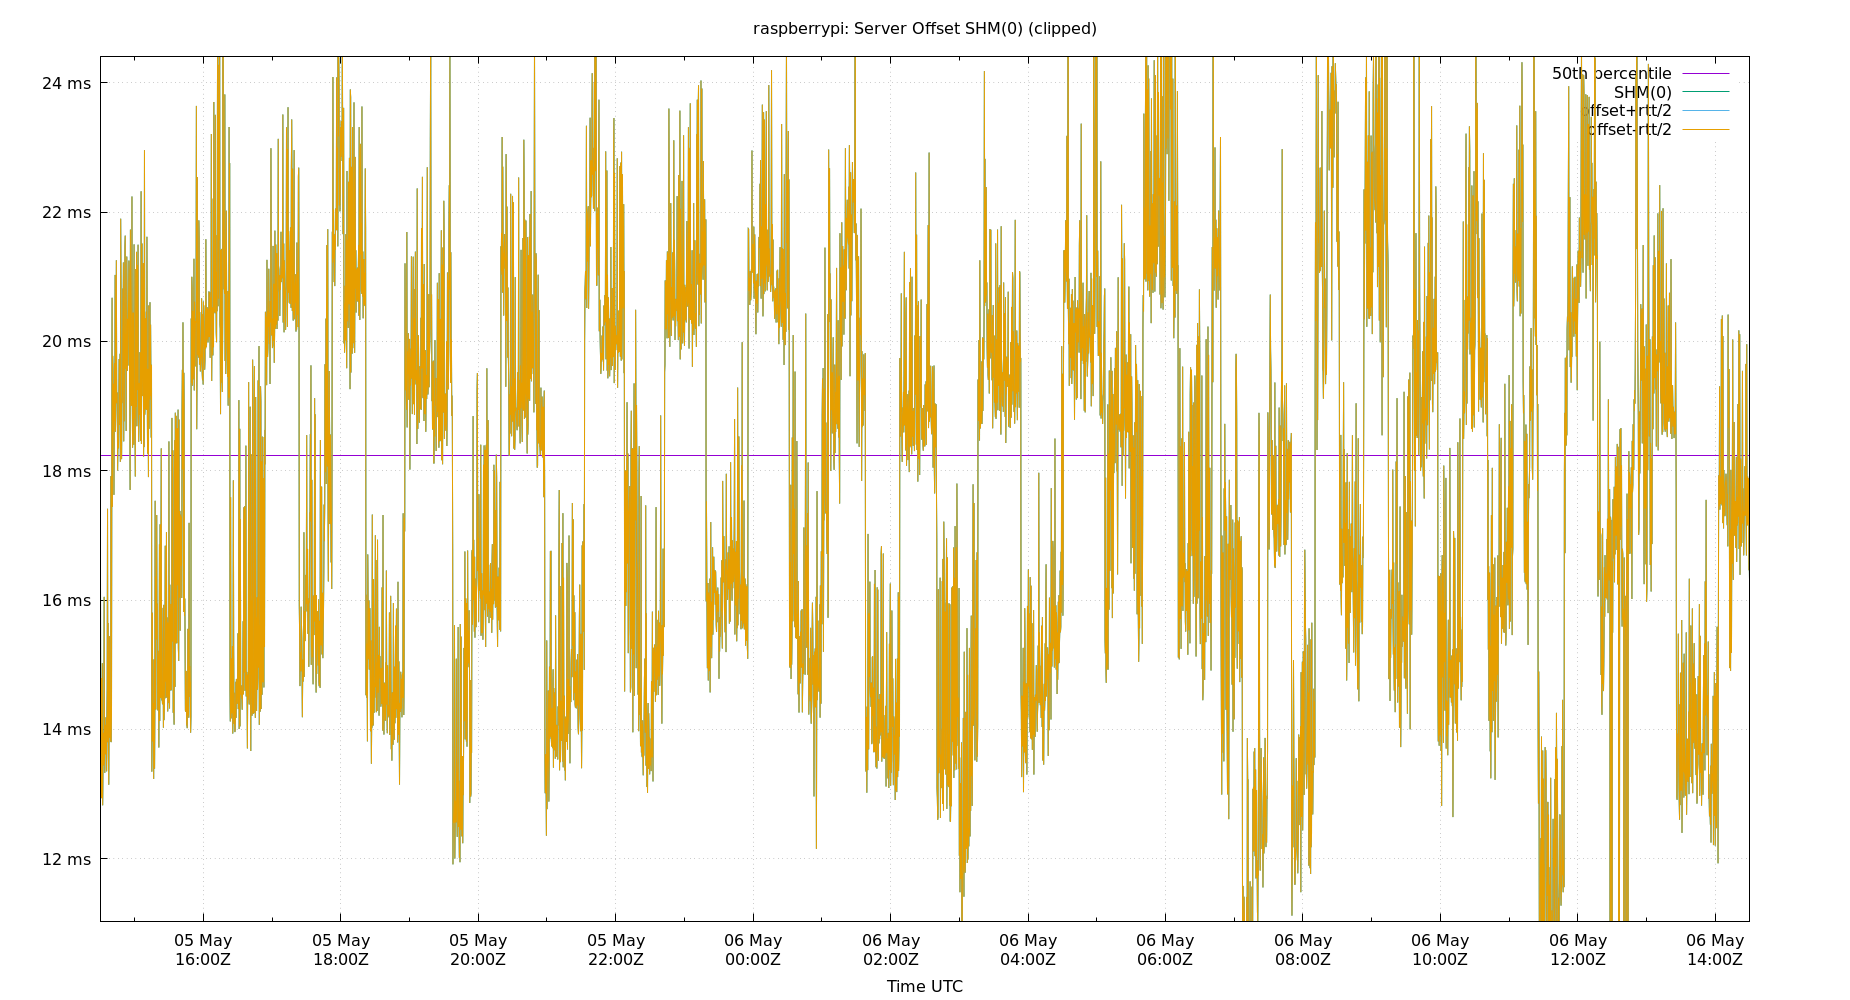 raspberrypi: Server Offset SHM(0) (clipped)
24 ms
22 ms
20 ms
18 ms
16 ms
14 ms
12 ms
50th percentile
SHM(0)
offset+rtt/2
offset-rtt/2
05 May 05 May 05 May 05 May 06 May 06 May 06 May 06 May 06 May 06 May 06 May 06 May
16:00Z 18:00Z 20:00Z 22:00Z 00:00Z 02:00Z 04:00Z 06:00Z 08:00Z 10:00Z 12:00Z 14:00Z
Time UTC